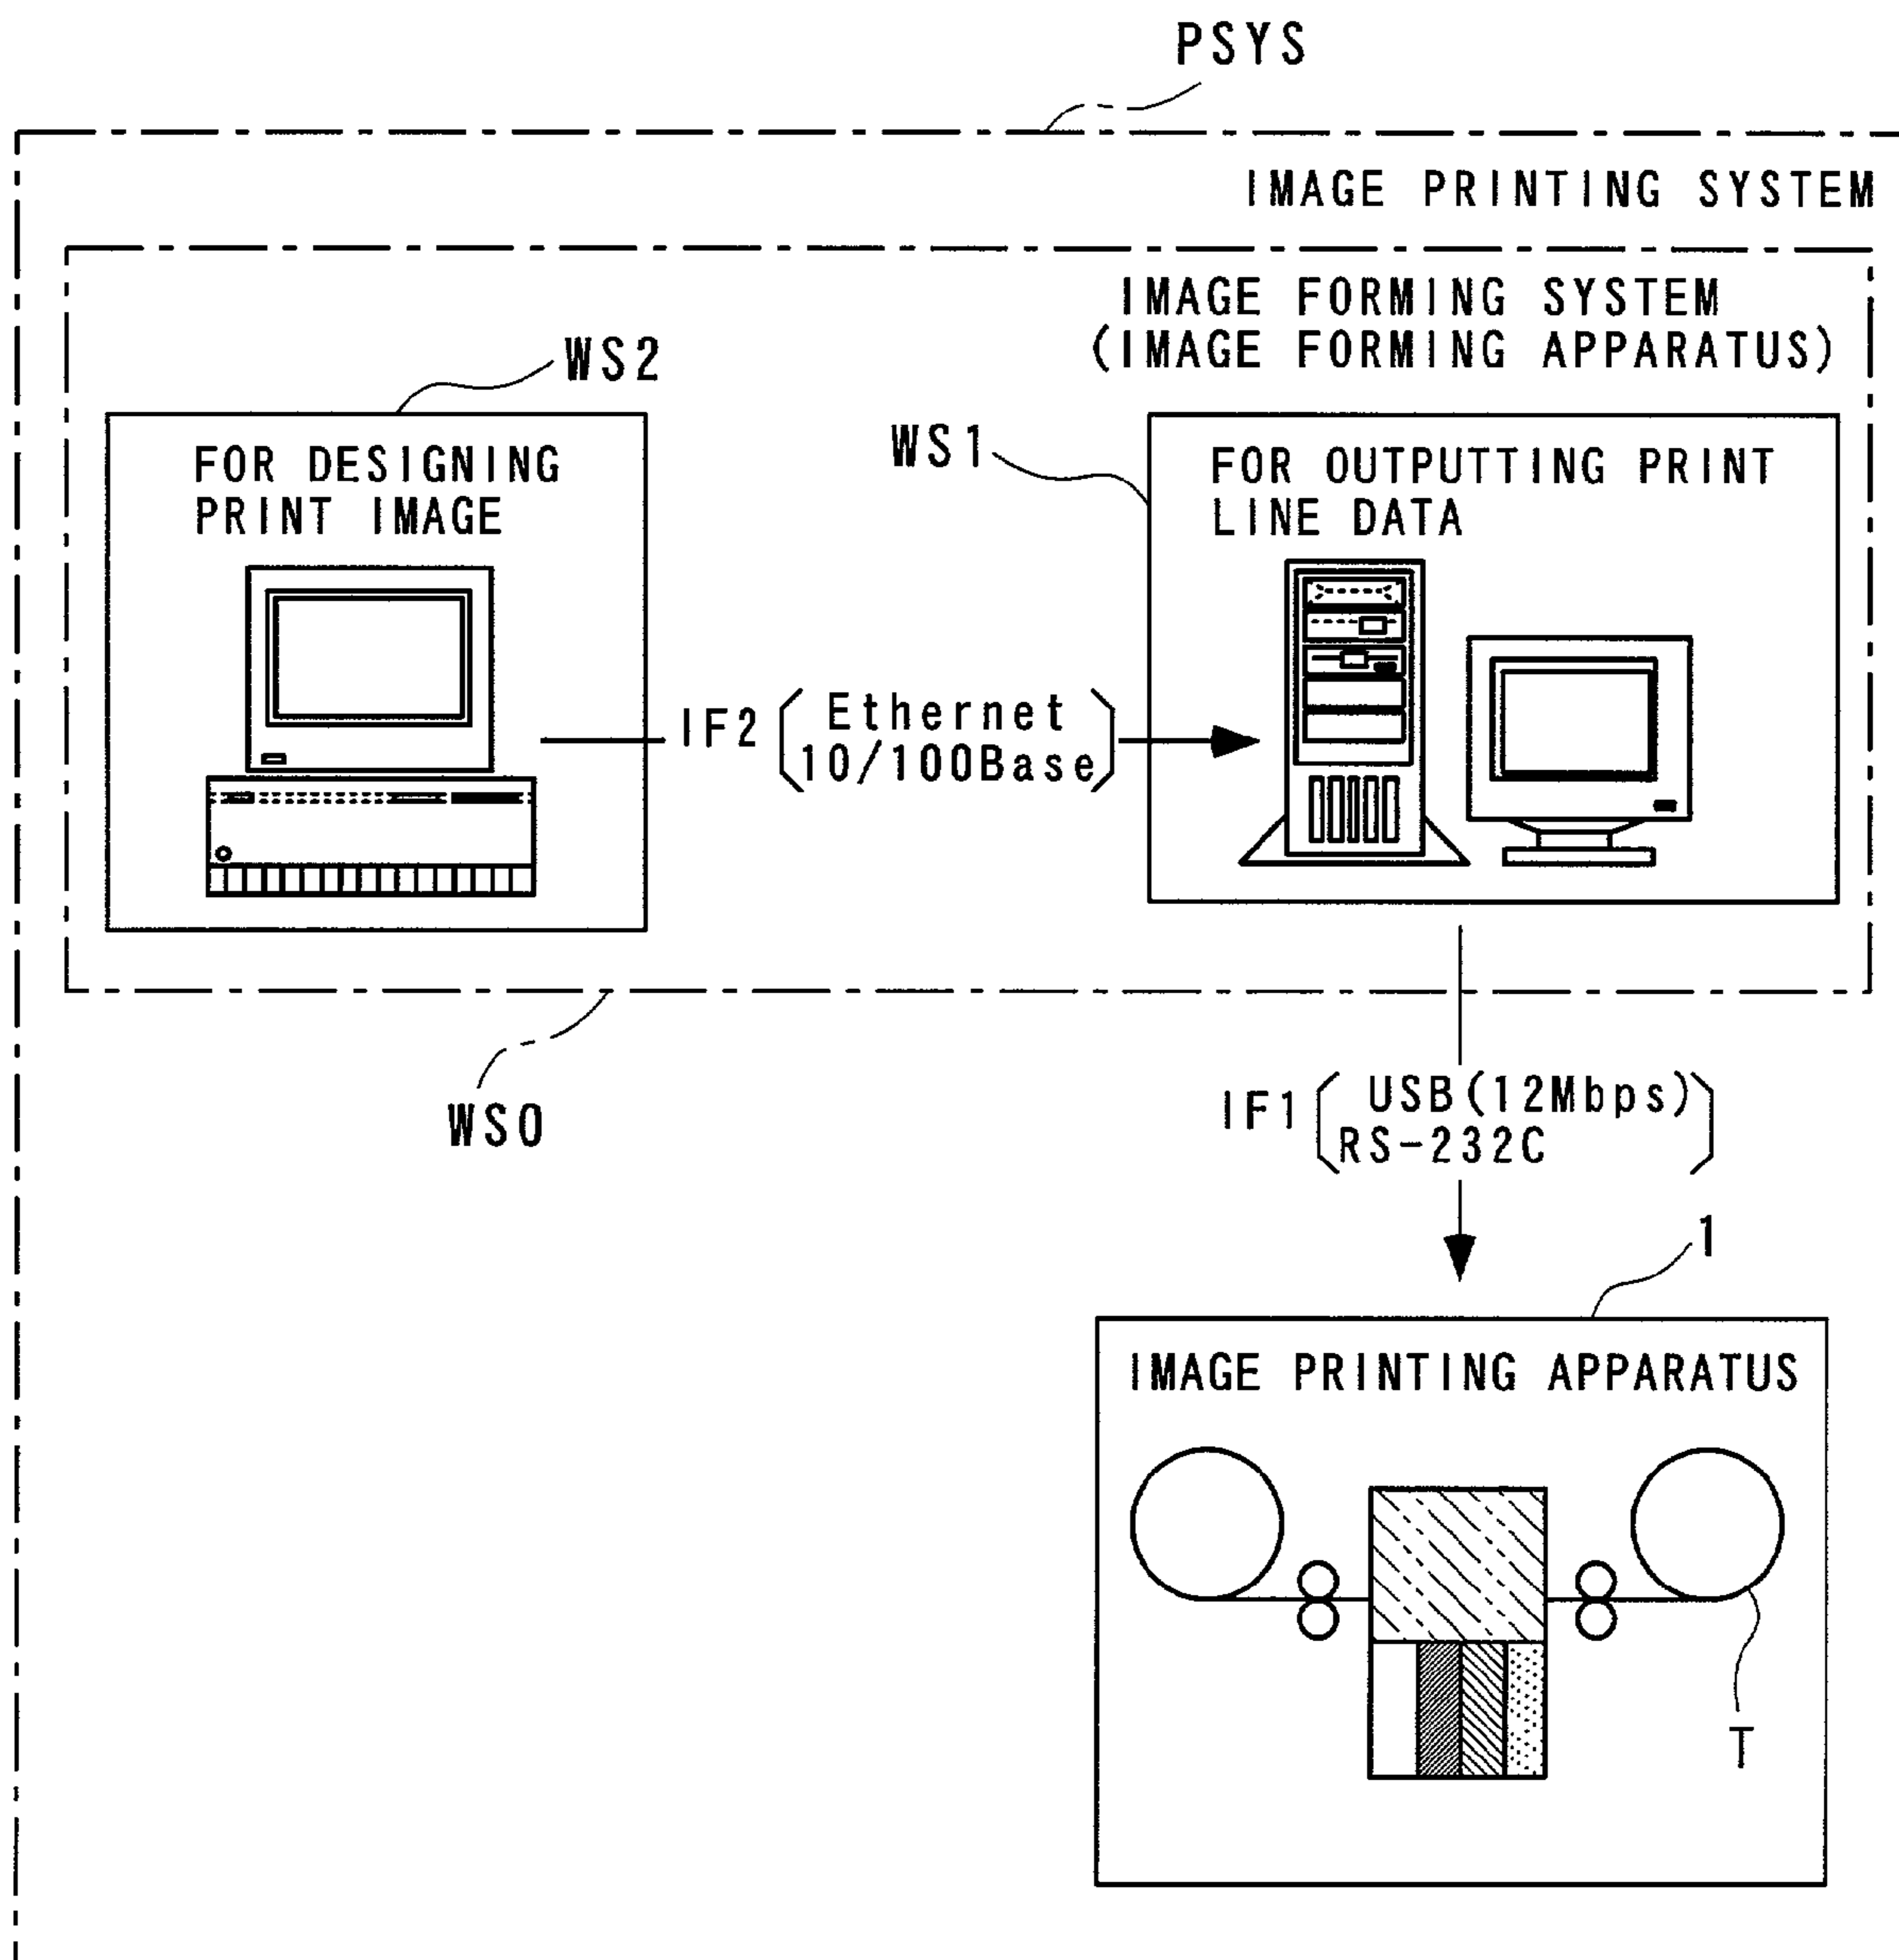 PSYS
IMAGE PRINTING SYSTEM
IMAGE FORMING SYSTEM
(IMAGE FORMING APPARATUS)
WS2
FOR DESIGNING
PRINT IMAGE
WS1
FOR OUTPUTTING PRINT
LINE DATA
IF2 [Ethernet
10/100Base]
WS0
IF1 [USB(12Mbps)
RS-232C]
1
IMAGE PRINTING APPARATUS
T